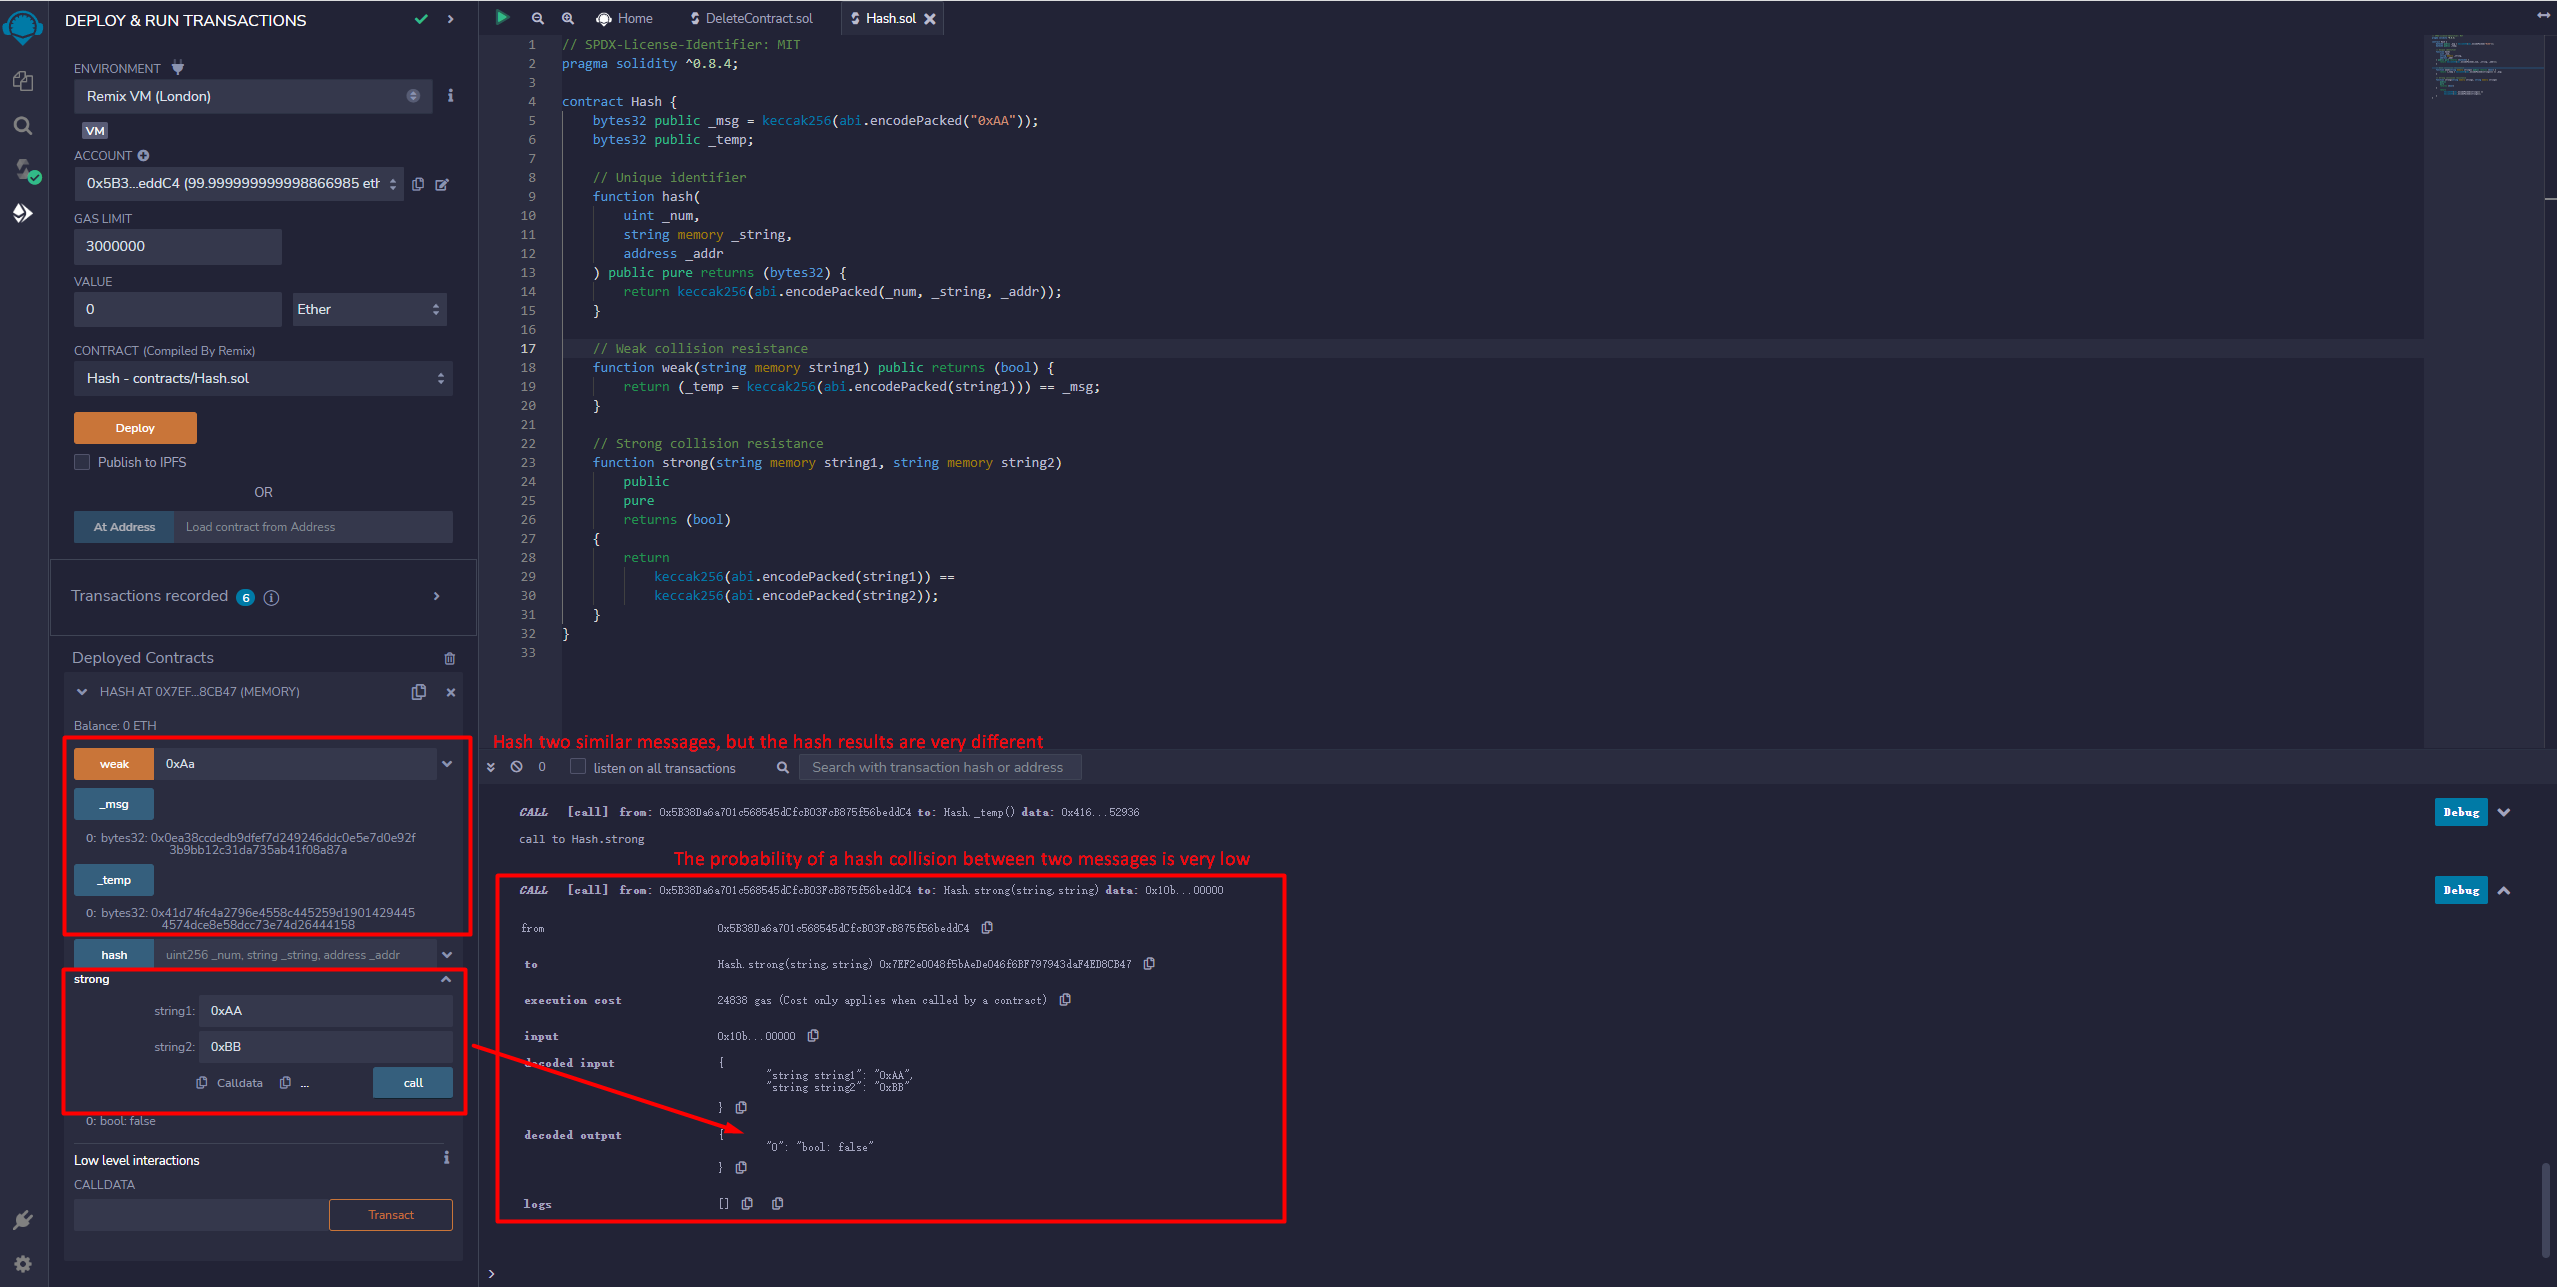 DEPLOY & RUN TRANSACTIONS
ENVIRONMENT
Remix VM (London)
VM
ACCOUNT
0x5B3...eddC4 (99.999999999998866985 eth
GAS LIMIT
3000000
VALUE
0
Ether
CONTRACT (Compiled By Remix)
Hash - contracts/Hash.sol
Deploy
Publish to IPFS
OR
At Address Load contract from Address
Transactions recorded 6
Deployed Contracts
HASH AT 0X7EF...8CB47 (MEMORY)
Balance: 0 ETH
weak 0xAa
_msg
0: bytes32: 0x0ea38ccdedb9dfef7d249246ddc0e5e7d0e92f
3b9bb12c31da735ab41f08a87a
_temp
0: bytes32: 0x41d74fc4a2796e4558c445259d1901429445
4574dce8e58dcc73e74d26444158
hash uint256 _num, string _string, address _addr
strong
string1: 0xAA
string2: 0xBB
Calldata ... call
0: bool: false
Low level interactions
CALLDATA
Transact
Home DeleteContract.sol Hash.sol
1 // SPDX-License-Identifier: MIT
2 pragma solidity ^0.8.4;
3
4 contract Hash {
5 bytes32 public _msg = keccak256(abi.encodePacked("0xAA"));
6 bytes32 public _temp;
7
8 // Unique identifier
9 function hash(
10 uint _num,
11 string memory _string,
12 address _addr
13 ) public pure returns (bytes32) {
14 return keccak256(abi.encodePacked(_num, _string, _addr));
15 }
16
17 // Weak collision resistance
18 function weak(string memory string1) public returns (bool) {
19 return (_temp = keccak256(abi.encodePacked(string1))) == _msg;
20 }
21
22 // Strong collision resistance
23 function strong(string memory string1, string memory string2)
24 public
25 pure
26 returns (bool)
27 {
28 return
29 keccak256(abi.encodePacked(string1)) ==
30 keccak256(abi.encodePacked(string2));
31 }
32 }
33
Hash two similar messages, but the hash results are very different
0 listen on all transactions Search with transaction hash or address
CALL [call] from: 0x5B38Da6a701c568545dCfcB03FcB875f56beddC4 to: Hash._temp() data: 0x416...52936
Debug
call to Hash.strong
The probability of a hash collision between two messages is very low
CALL [call] from: 0x5B38Da6a701c568545dCfcB03FcB875f56beddC4 to: Hash.strong(string,string) data: 0x10b...00000
Debug
from 0x5B38Da6a701c568545dCfcB03FcB875f56beddC4
to Hash.strong(string,string) 0x7EF2e0048f5bAeDe046f6BF797943daF4ED8CB47
execution cost 24838 gas (Cost only applies when called by a contract)
input 0x10b...00000
decoded input {
"string string1": "0xAA",
"string string2": "0xBB"
}
decoded output {
"0": "bool: false"
}
logs []
>